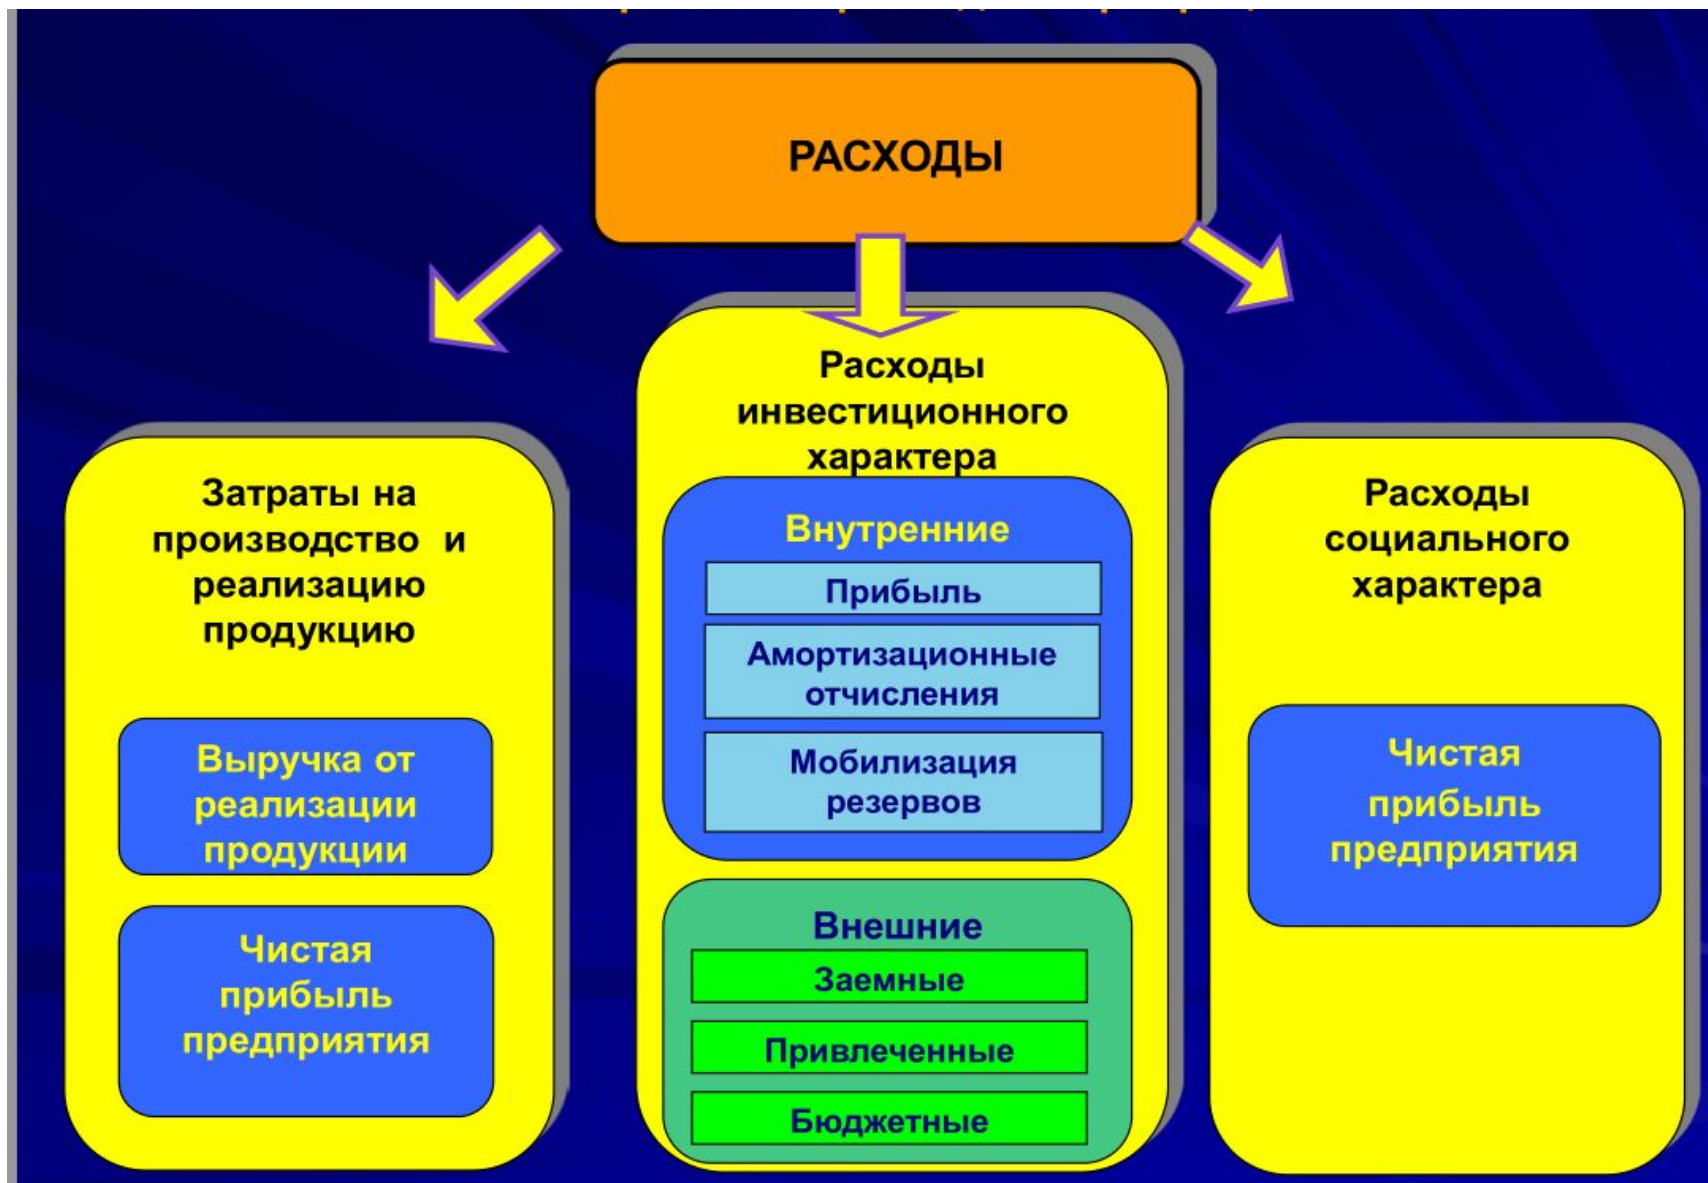 РАСХОДЫ
Затраты на
производство и
реализацию
продукцию
Выручка от
реализации
продукции
Чистая
прибыль
предприятия
Расходы
инвестиционного
характера
Внутренние
Прибыль
Амортизационные
отчисления
Мобилизация
резервов
Внешние
Заемные
Привлеченные
Бюджетные
Расходы
социального
характера
Чистая
прибыль
предприятия